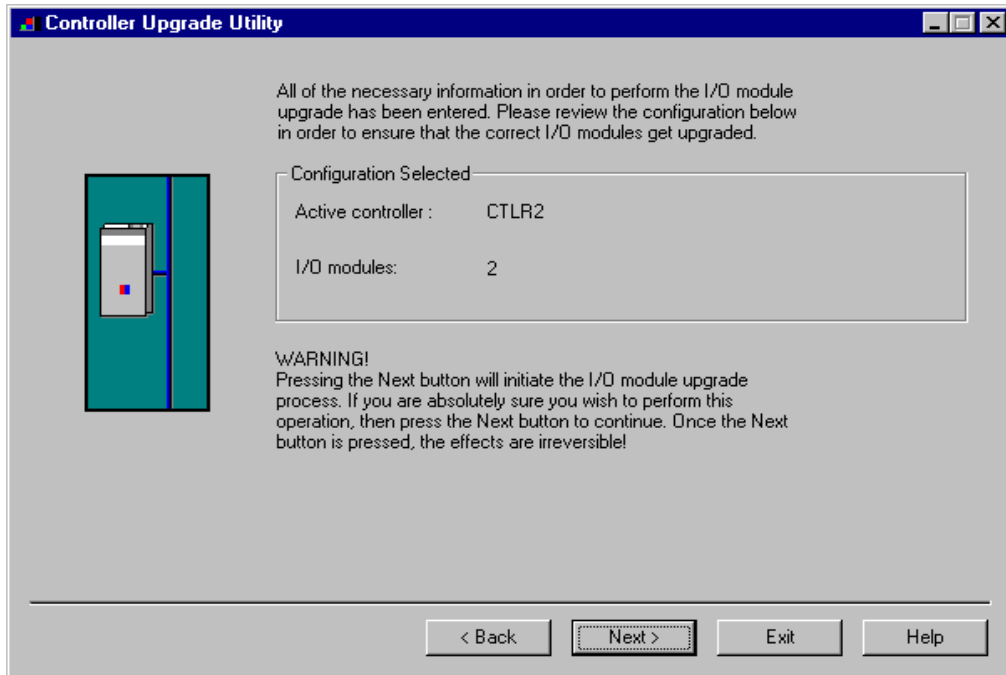 Controller Upgrade Utility
All of the necessary information in order to perform the I/O module
upgrade has been entered. Please review the configuration below
in order to ensure that the correct I/O modules get upgraded.
Configuration Selected
Active controller : CTLR2
I/O modules: 2
WARNING!
Pressing the Next button will initiate the I/O module upgrade
process. If you are absolutely sure you wish to perform this
operation, then press the Next button to continue. Once the Next
button is pressed, the effects are irreversible!
< Back Next > Exit Help